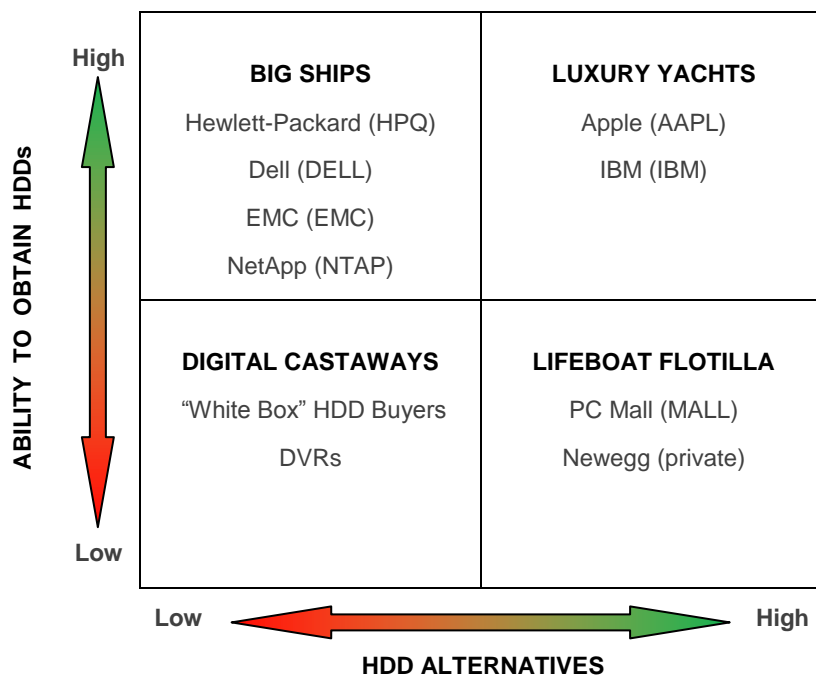 High
BIG SHIPS
Hewlett-Packard (HPQ)
Dell (DELL)
EMC (EMC)
NetApp (NTAP)
LUXURY YACHTS
Apple (AAPL)
IBM (IBM)
ABILITY TO OBTAIN HDDs
DIGITAL CASTAWAYS
“White Box” HDD Buyers
DVRs
LIFEBOAT FLOTILLA
PC Mall (MALL)
Newegg (private)
Low
Low
High
HDD ALTERNATIVES